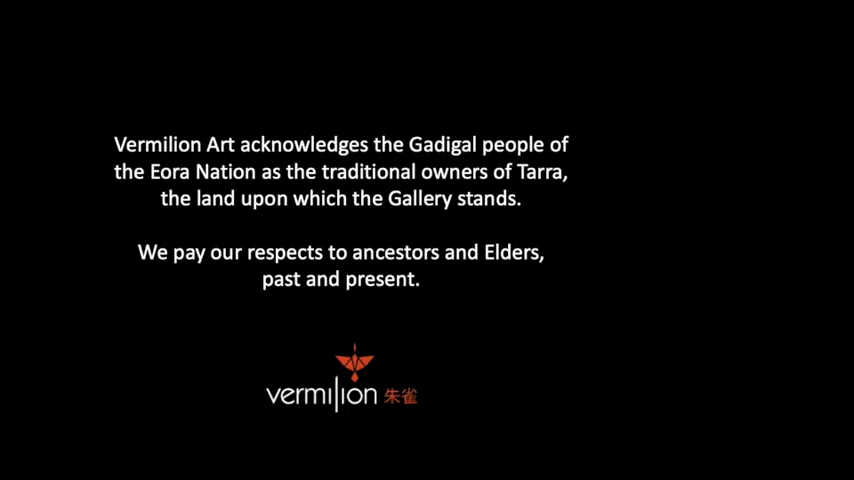 Vermilion Art acknowledges the Gadigal people of
the Eora Nation as the traditional owners of Tarra,
the land upon which the Gallery stands.
We pay our respects to ancestors and Elders,
past and present.
vermilion 朱雀